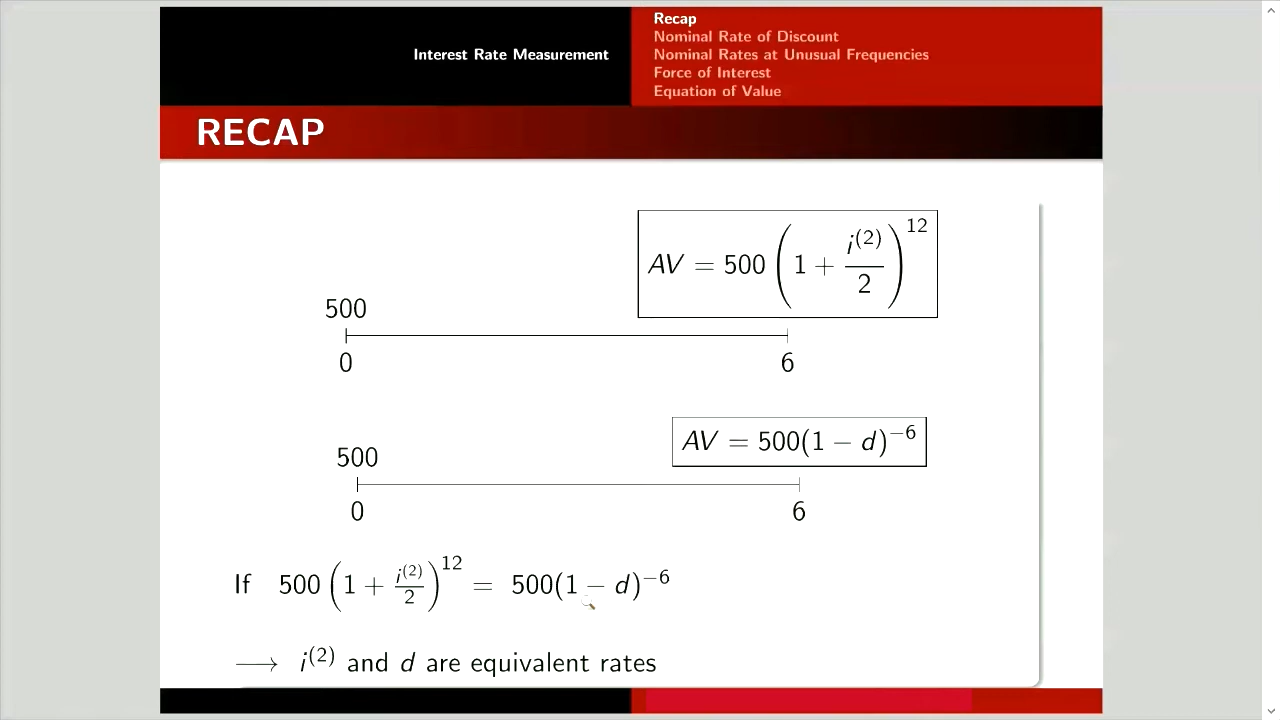 Interest Rate Measurement
Recap
Nominal Rate of Discount
Nominal Rates at Unusual Frequencies
Force of Interest
Equation of Value
RECAP
AV = 500 (1 + i^(2)/2)^12
500
0 6
AV = 500(1 − d)^−6
500
0 6
If 500 (1 + i^(2)/2)^12 = 500(1 − d)^−6
⟶ i^(2) and d are equivalent rates